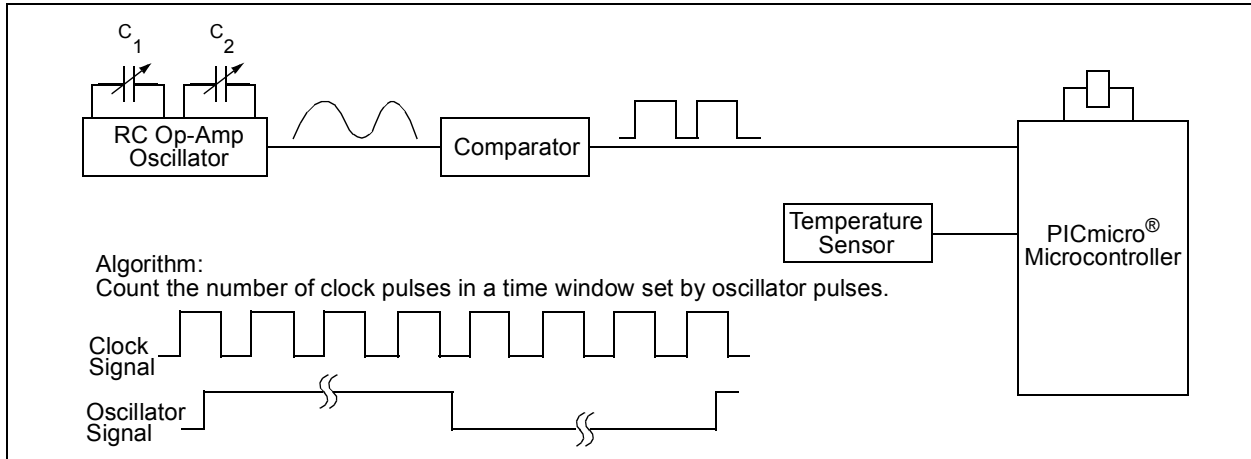 C1
C2
RC Op-Amp
Oscillator
Comparator
Temperature
Sensor
PICmicro®
Microcontroller
Algorithm:
Count the number of clock pulses in a time window set by oscillator pulses.
Clock
Signal
Oscillator
Signal